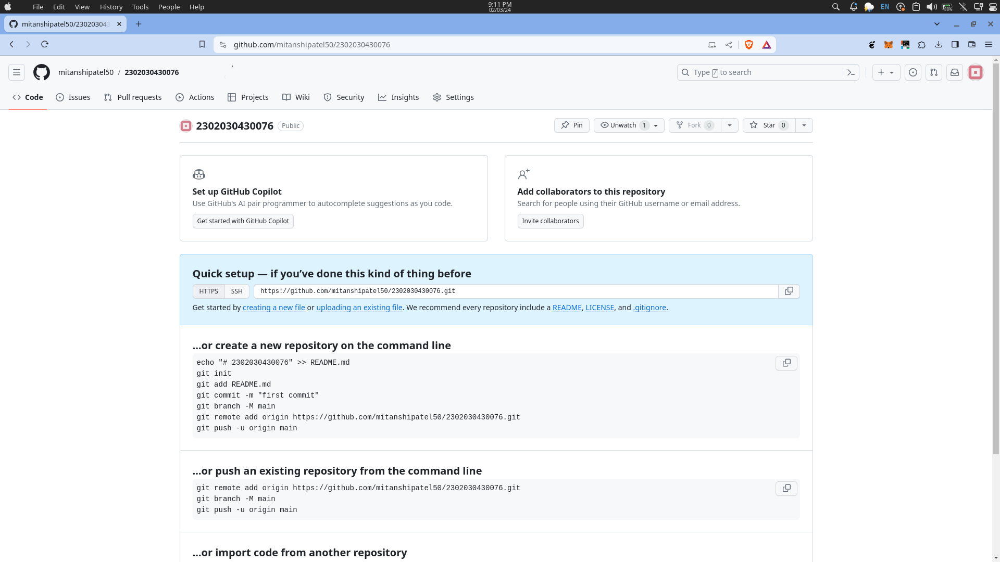 File Edit View History Tools People Help
9:11 PM
02/03/24
EN
88%
mitanshipatel50/230203043
github.com/mitanshipatel50/2302030430076
mitanshipatel50 / 2302030430076
Type / to search
Code Issues Pull requests Actions Projects Wiki Security Insights Settings
2302030430076 Public
Pin Unwatch 1 Fork 0 Star 0
Set up GitHub Copilot
Use GitHub's AI pair programmer to autocomplete suggestions as you code.
Get started with GitHub Copilot
Add collaborators to this repository
Search for people using their GitHub username or email address.
Invite collaborators
Quick setup — if you’ve done this kind of thing before
HTTPS SSH https://github.com/mitanshipatel50/2302030430076.git
Get started by creating a new file or uploading an existing file. We recommend every repository include a README, LICENSE, and .gitignore.
…or create a new repository on the command line
echo "# 2302030430076" >> README.md
git init
git add README.md
git commit -m "first commit"
git branch -M main
git remote add origin https://github.com/mitanshipatel50/2302030430076.git
git push -u origin main
…or push an existing repository from the command line
git remote add origin https://github.com/mitanshipatel50/2302030430076.git
git branch -M main
git push -u origin main
…or import code from another repository